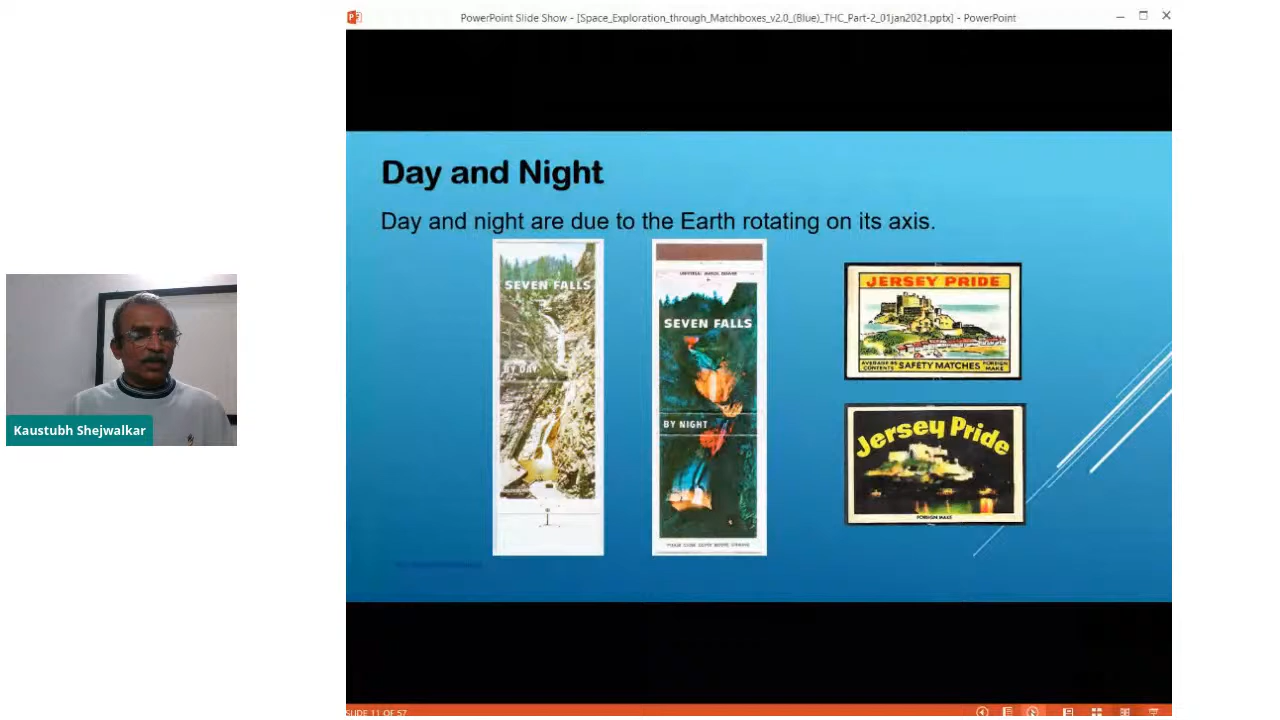 PowerPoint Slide Show - [Space_Exploration_through_Matchboxes_v2.0_(Blue)_THC_Part-2_01jan2021.pptx] - PowerPoint
Day and Night
Day and night are due to the Earth rotating on its axis.
SEVEN FALLS
BY DAY
SEVEN FALLS
BY NIGHT
JERSEY PRIDE
AVERAGE
CONTENTS
SAFETY MATCHES
FOREIGN
MAKE
Jersey Pride
FOREIGN MAKE
Kaustubh Shejwalkar
SLIDE 11 OF 57